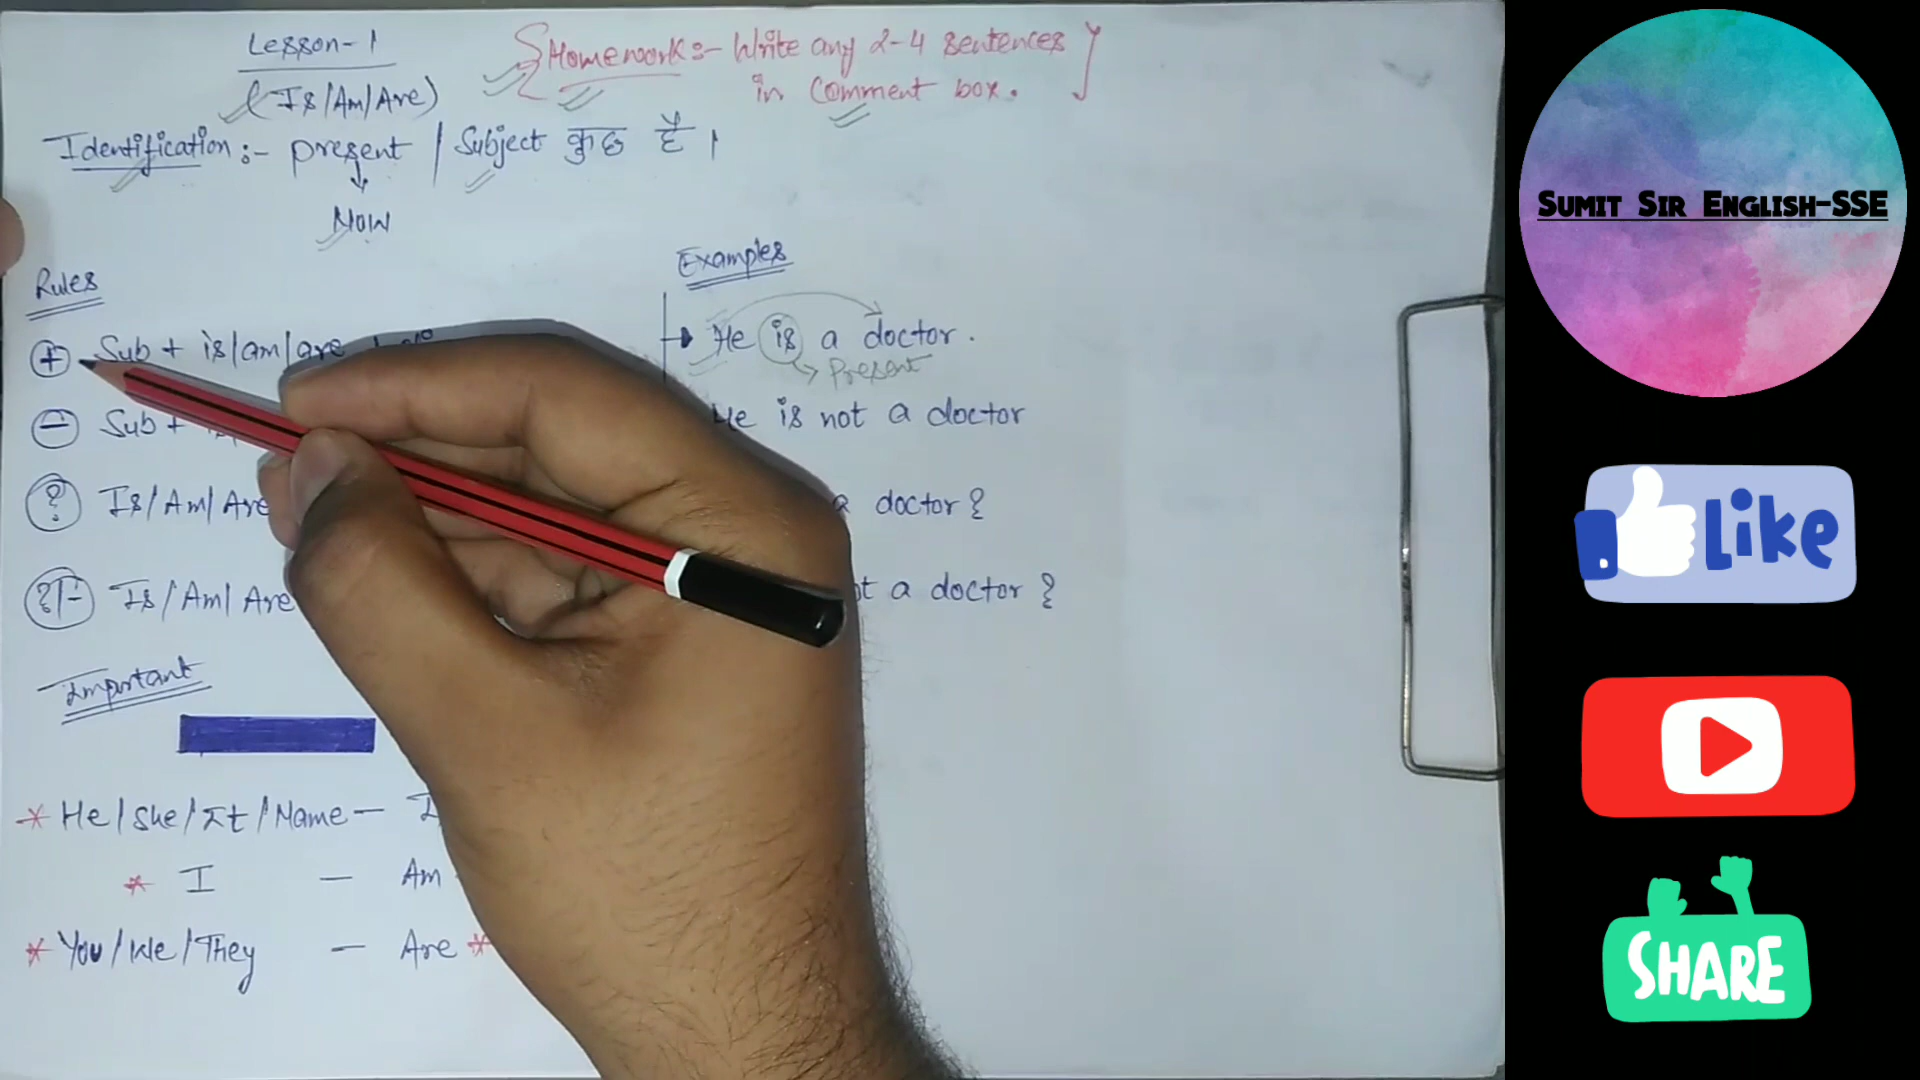 Lesson-1
(Is/Am/Are)
{Homework:- Write any 2-4 sentences
in Comment box.}
Identification :- present / Subject कुछ है।
Now
Rules
Examples
+ Sub + is/am/are
He is a doctor.
Present
- Sub +
He is not a doctor
? Is/Am/Are
a doctor?
?/- Is/Am/Are
a doctor?
Important
* He/She/It/Name -
* I - Am
* You/We/They - Are *
Sumit Sir English-SSE
Like
SHARE